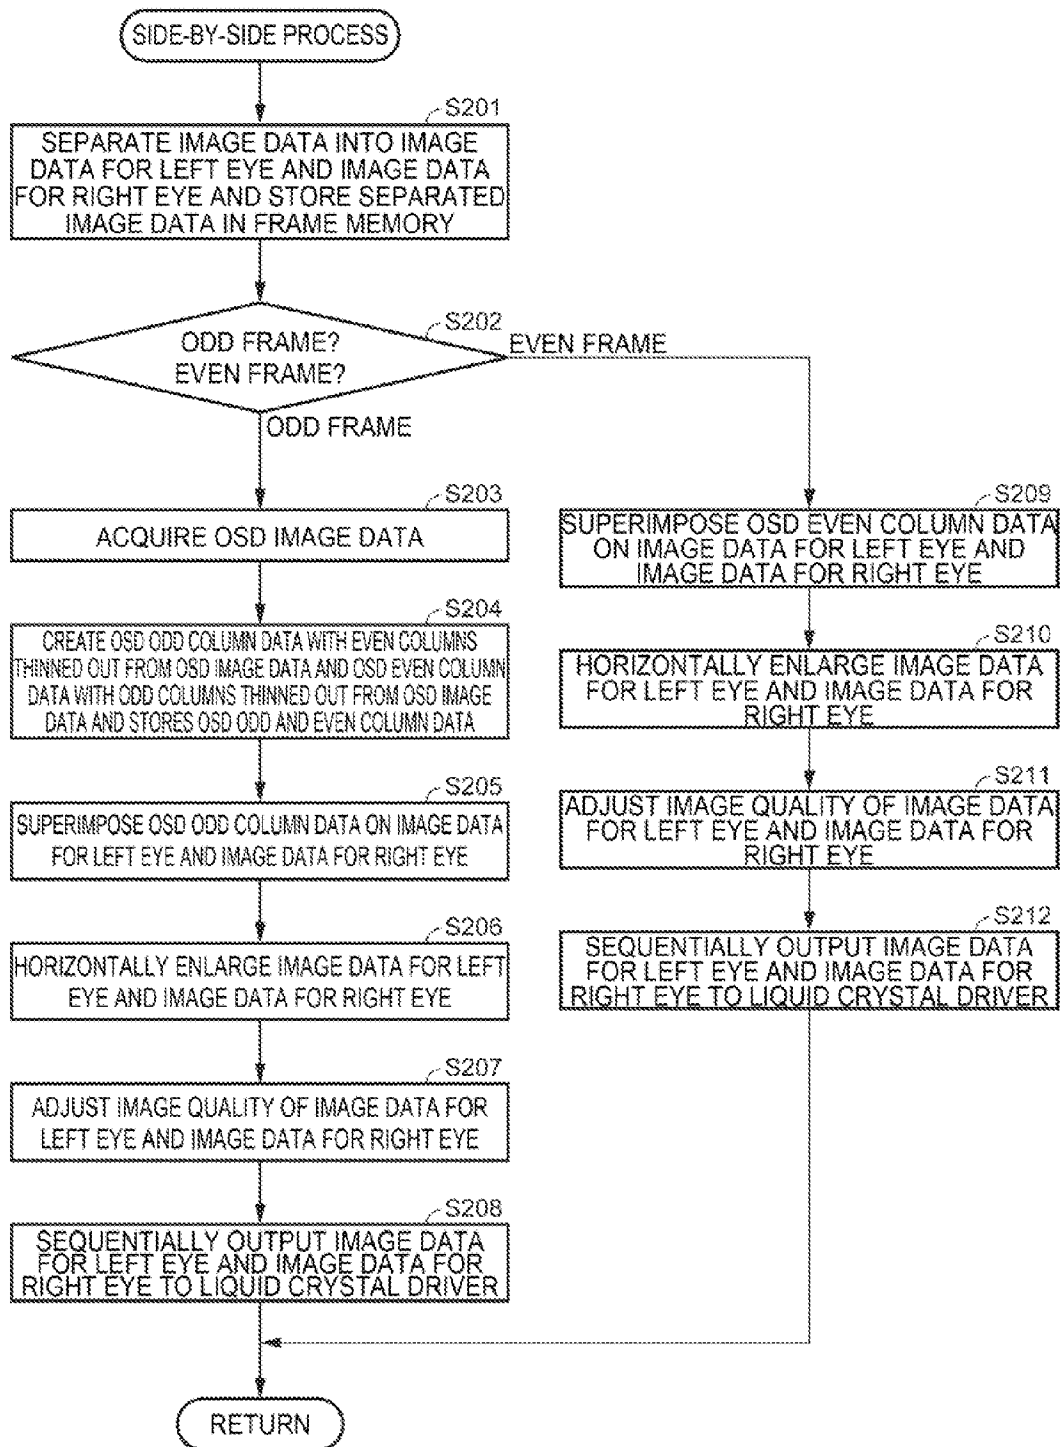 SIDE-BY-SIDE PROCESS
S201
SEPARATE IMAGE DATA INTO IMAGE
DATA FOR LEFT EYE AND IMAGE DATA
FOR RIGHT EYE AND STORE SEPARATED
IMAGE DATA IN FRAME MEMORY
S202
ODD FRAME?
EVEN FRAME?
EVEN FRAME
ODD FRAME
S203
ACQUIRE OSD IMAGE DATA
S204
CREATE OSD ODD COLUMN DATA WITH EVEN COLUMNS
THINNED OUT FROM OSD IMAGE DATA AND OSD EVEN COLUMN
DATA WITH ODD COLUMNS THINNED OUT FROM OSD IMAGE
DATA AND STORES OSD ODD AND EVEN COLUMN DATA
S205
SUPERIMPOSE OSD ODD COLUMN DATA ON IMAGE DATA
FOR LEFT EYE AND IMAGE DATA FOR RIGHT EYE
S206
HORIZONTALLY ENLARGE IMAGE DATA FOR LEFT
EYE AND IMAGE DATA FOR RIGHT EYE
S207
ADJUST IMAGE QUALITY OF IMAGE DATA FOR
LEFT EYE AND IMAGE DATA FOR RIGHT EYE
S208
SEQUENTIALLY OUTPUT IMAGE DATA
FOR LEFT EYE AND IMAGE DATA FOR
RIGHT EYE TO LIQUID CRYSTAL DRIVER
S209
SUPERIMPOSE OSD EVEN COLUMN DATA
ON IMAGE DATA FOR LEFT EYE AND
IMAGE DATA FOR RIGHT EYE
S210
HORIZONTALLY ENLARGE IMAGE DATA
FOR LEFT EYE AND IMAGE DATA FOR
RIGHT EYE
S211
ADJUST IMAGE QUALITY OF IMAGE DATA
FOR LEFT EYE AND IMAGE DATA FOR
RIGHT EYE
S212
SEQUENTIALLY OUTPUT IMAGE DATA
FOR LEFT EYE AND IMAGE DATA FOR
RIGHT EYE TO LIQUID CRYSTAL DRIVER
RETURN